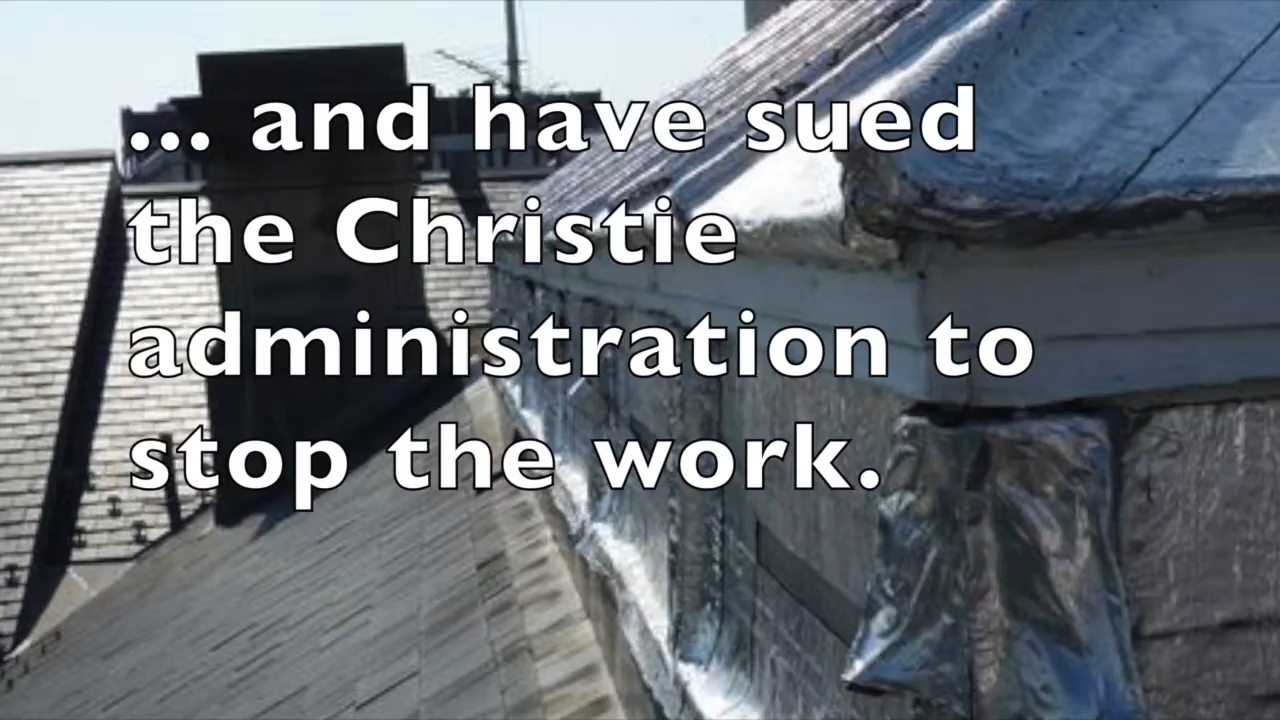 ... and have sued
the Christie
administration to
stop the work.